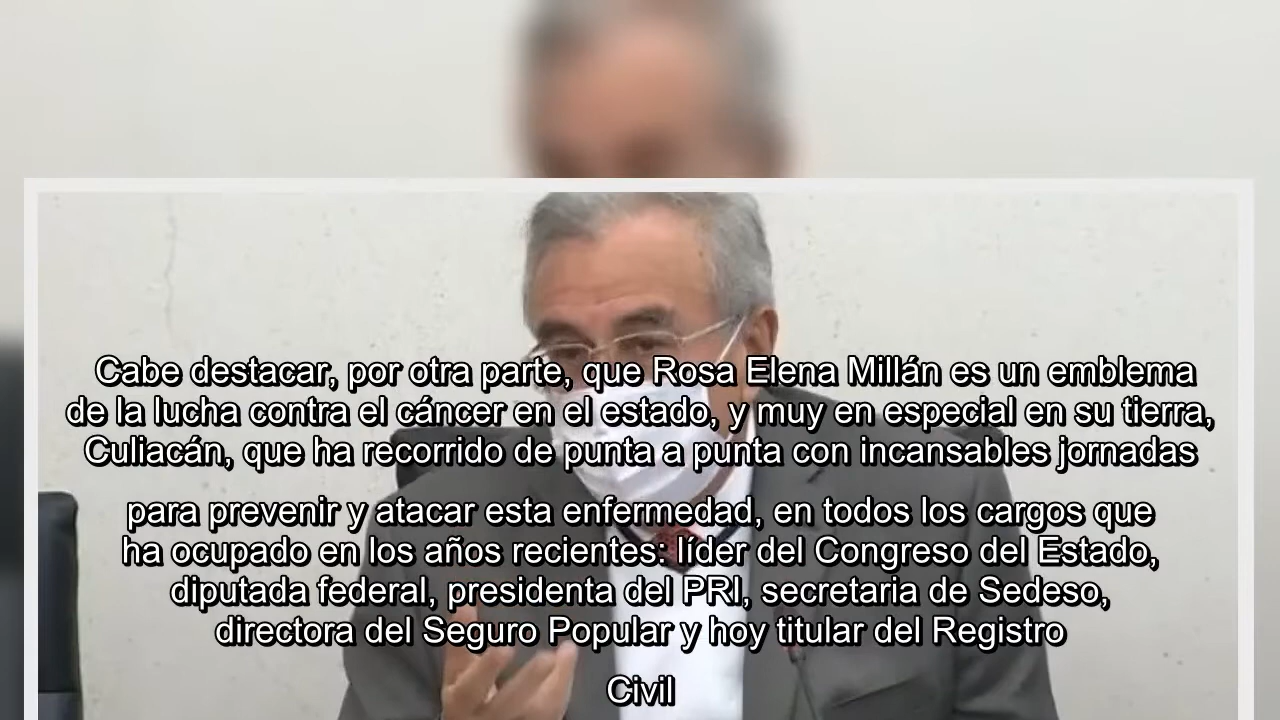 Cabe destacar, por otra parte, que Rosa Elena Millán es un emblema
de la lucha contra el cáncer en el estado, y muy en especial en su tierra,
Culiacán, que ha recorrido de punta a punta con incansables jornadas
para prevenir y atacar esta enfermedad, en todos los cargos que
ha ocupado en los años recientes: líder del Congreso del Estado,
diputada federal, presidenta del PRI, secretaria de Sedeso,
directora del Seguro Popular y hoy titular del Registro
Civil